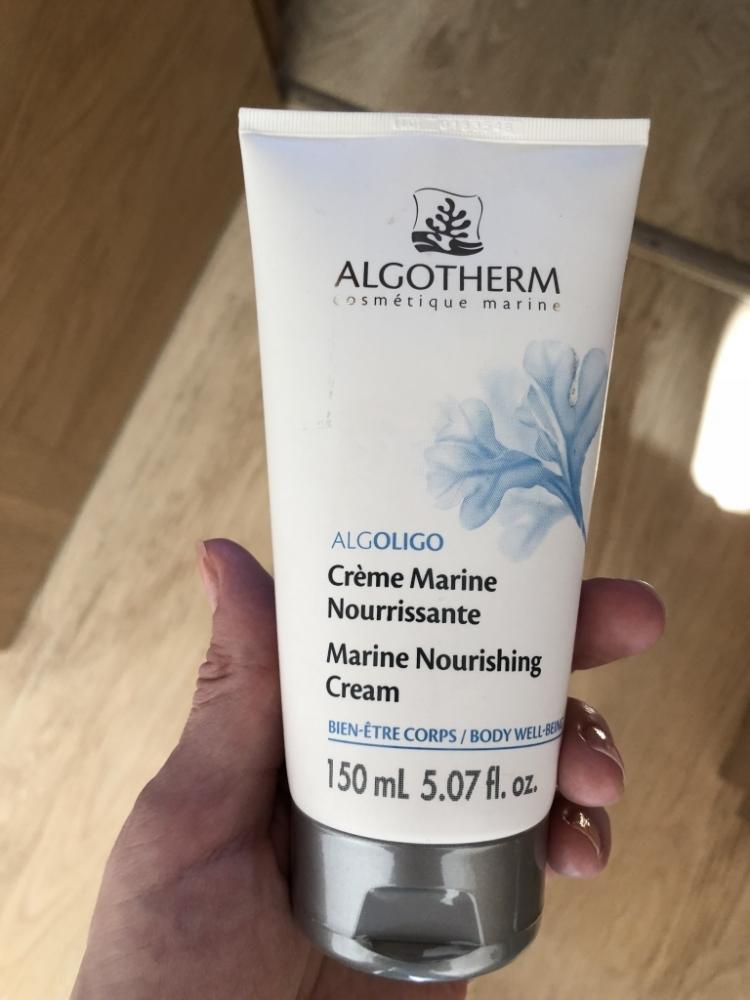 ALGOTHERM
cosmétique marine
ALGOLIGO
Crème Marine
Nourrissante
Marine Nourishing
Cream
BIEN-ÊTRE CORPS / BODY WELL-BEING
150 mL 5.07 fl. oz.